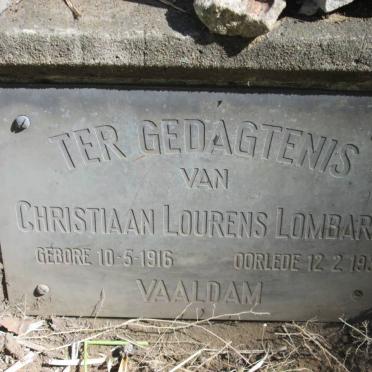 TER GEDAGTENIS
VAN
CHRISTIAAN LOURENS LOMBAR
GEBORE 10-5-1916 OORLEDE 12 2 19
VAALDAM